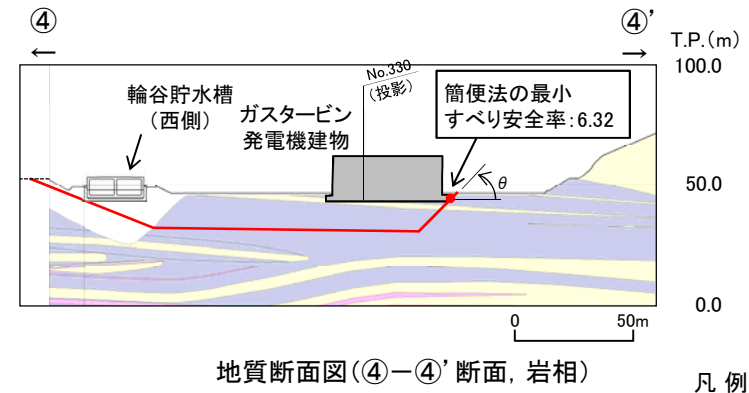 ④
④’
←
→
T.P.(m)
100.0
50.0
0.0
輪谷貯水槽
(西側)
ガスタービン
発電機建物
No.330
(投影)
簡便法の最小
すべり安全率:6.32
θ
0 50m
地質断面図(④-④’断面, 岩相)
凡 例